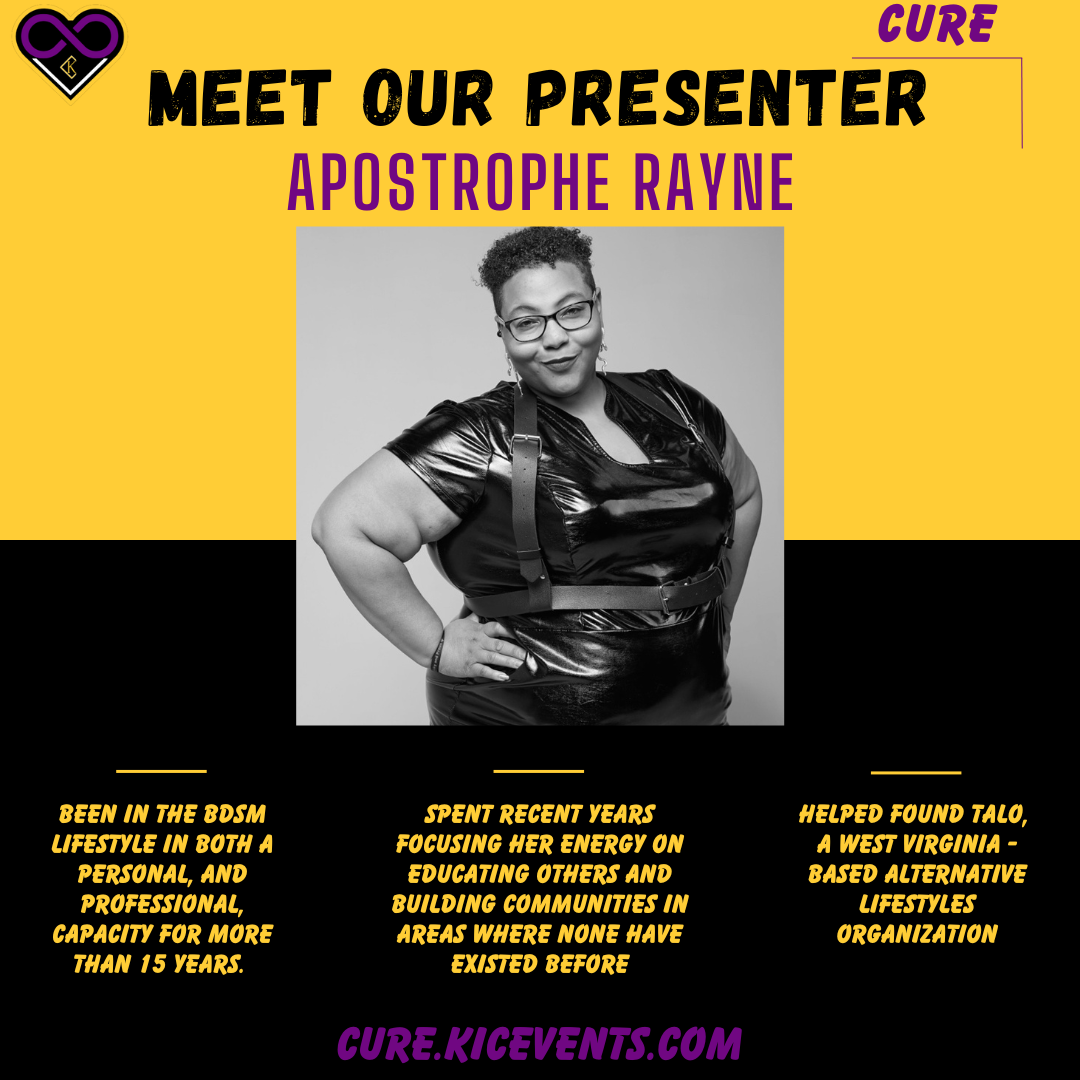 CURE
MEET OUR PRESENTER
APOSTROPHE RAYNE
BEEN IN THE BDSM
LIFESTYLE IN BOTH A
PERSONAL, AND
PROFESSIONAL,
CAPACITY FOR MORE
THAN 15 YEARS.
SPENT RECENT YEARS
FOCUSING HER ENERGY ON
EDUCATING OTHERS AND
BUILDING COMMUNITIES IN
AREAS WHERE NONE HAVE
EXISTED BEFORE
HELPED FOUND TALO,
A WEST VIRGINIA -
BASED ALTERNATIVE
LIFESTYLES
ORGANIZATION
CURE.KICEVENTS.COM